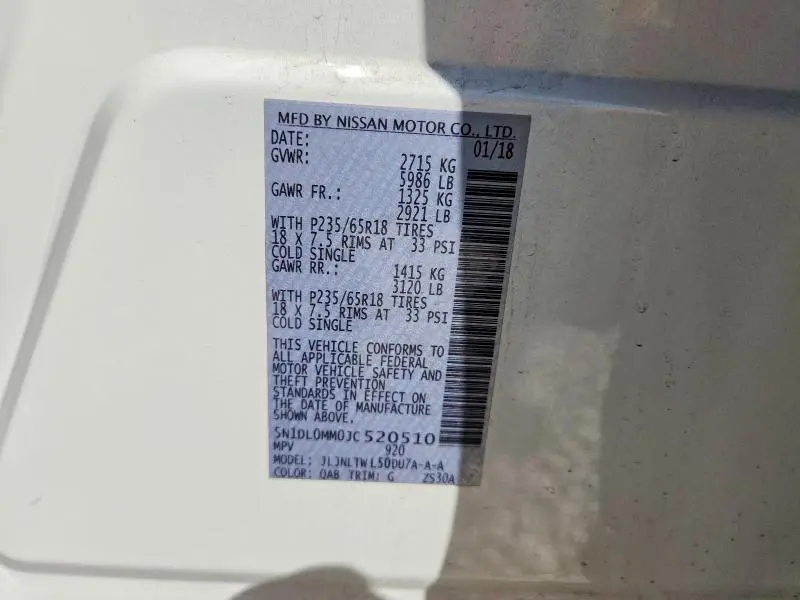 MFD BY NISSAN MOTOR CO., LTD.
DATE: 01/18
GVWR: 2715 KG
5986 LB
GAWR FR.: 1325 KG
2921 LB
WITH P235/65R18 TIRES
18 X 7.5 RIMS AT 33 PSI
COLD SINGLE
GAWR RR.: 1415 KG
3120 LB
WITH P235/65R18 TIRES
18 X 7.5 RIMS AT 33 PSI
COLD SINGLE
THIS VEHICLE CONFORMS TO
ALL APPLICABLE FEDERAL
MOTOR VEHICLE SAFETY AND
THEFT PREVENTION
STANDARDS IN EFFECT ON
THE DATE OF MANUFACTURE
SHOWN ABOVE.
5N1DL0MM0JC520510
MPV 920
MODEL: JLJNLTW L50DU7A-A-A
COLOR: QAB TRIM: G ZS30A